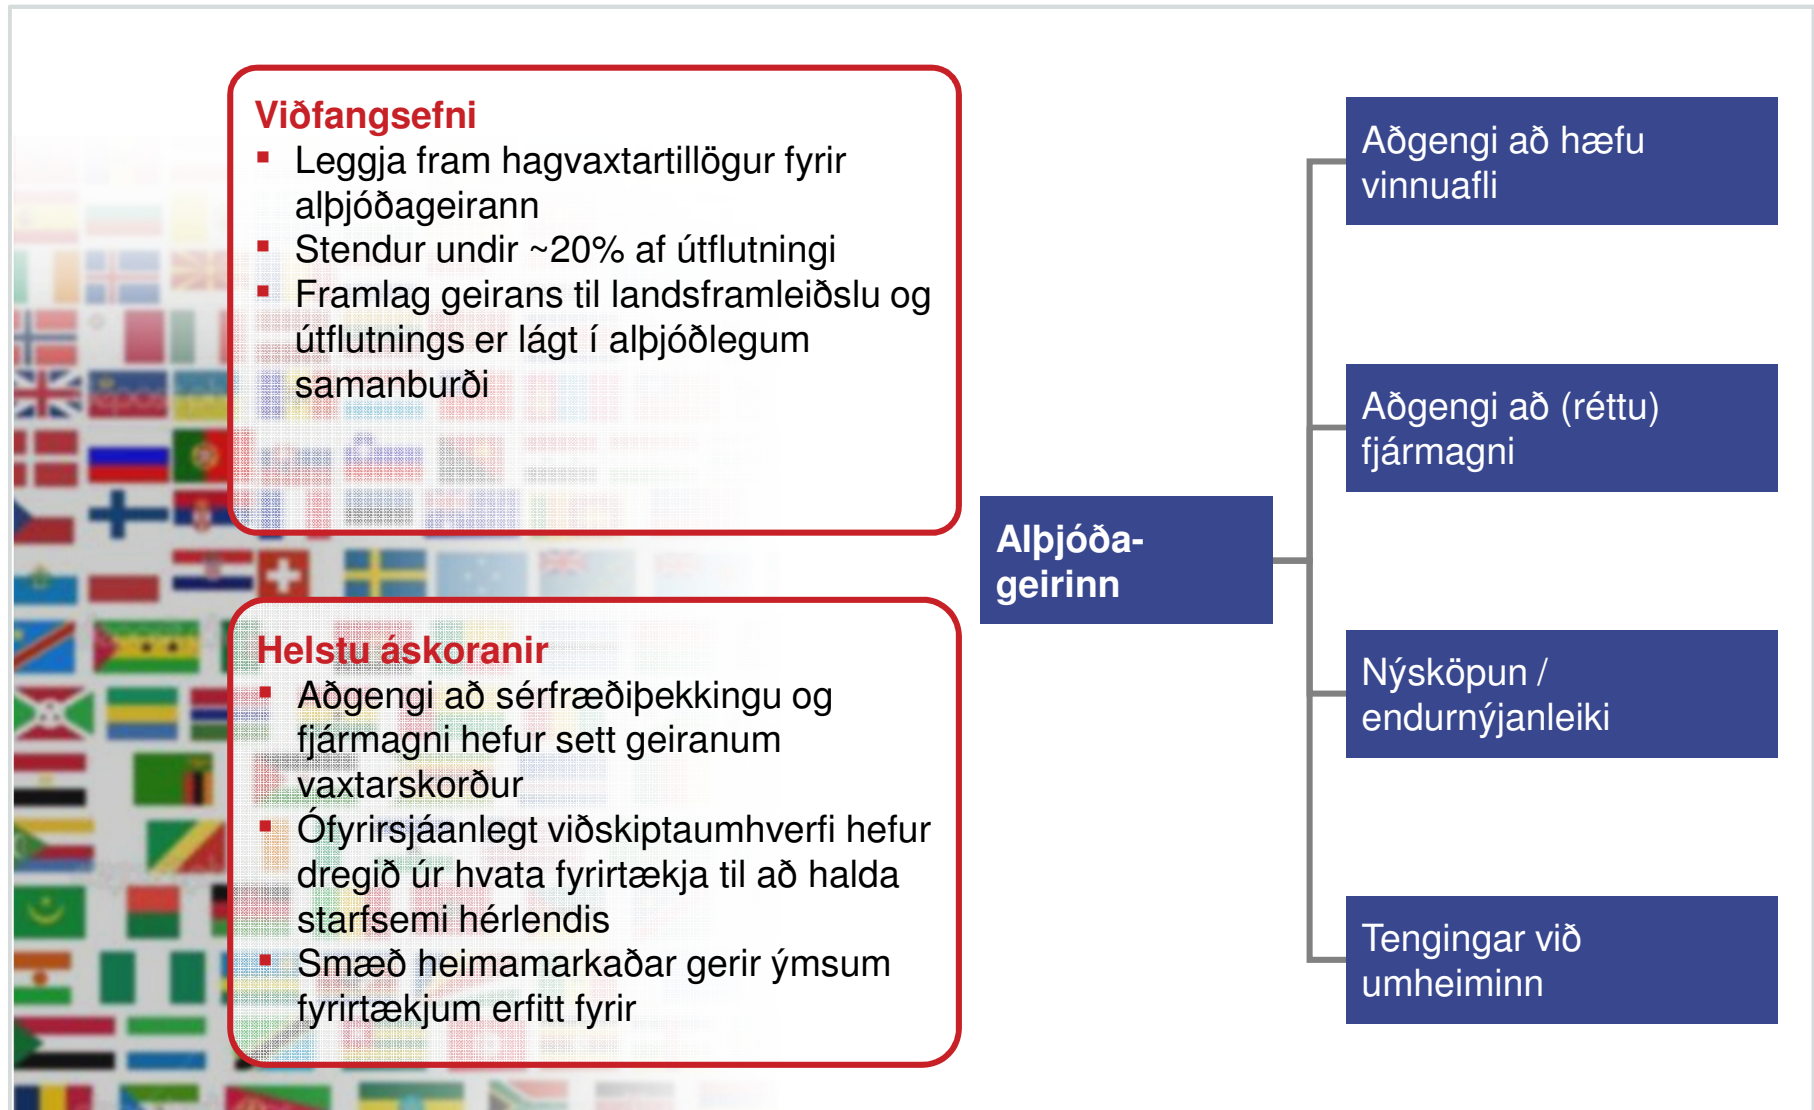 Viðfangsefni
▪ Leggja fram hagvaxtartillögur fyrir
alþjóðageirann
▪ Stendur undir ~20% af útflutningi
▪ Framlag geirans til landsframleiðslu og
útflutnings er lágt í alþjóðlegum
samanburði
Helstu áskoranir
▪ Aðgengi að sérfræðiþekkingu og
fjármagni hefur sett geiranum
vaxtarskorður
▪ Ófyrirsjáanlegt viðskiptaumhverfi hefur
dregið úr hvata fyrirtækja til að halda
starfsemi hérlendis
▪ Smæð heimamarkaðar gerir ýmsum
fyrirtækjum erfitt fyrir
Alþjóða-
geirinn
Aðgengi að hæfu
vinnuafli
Aðgengi að (réttu)
fjármagni
Nýsköpun /
endurnýjanleiki
Tengingar við
umheiminn